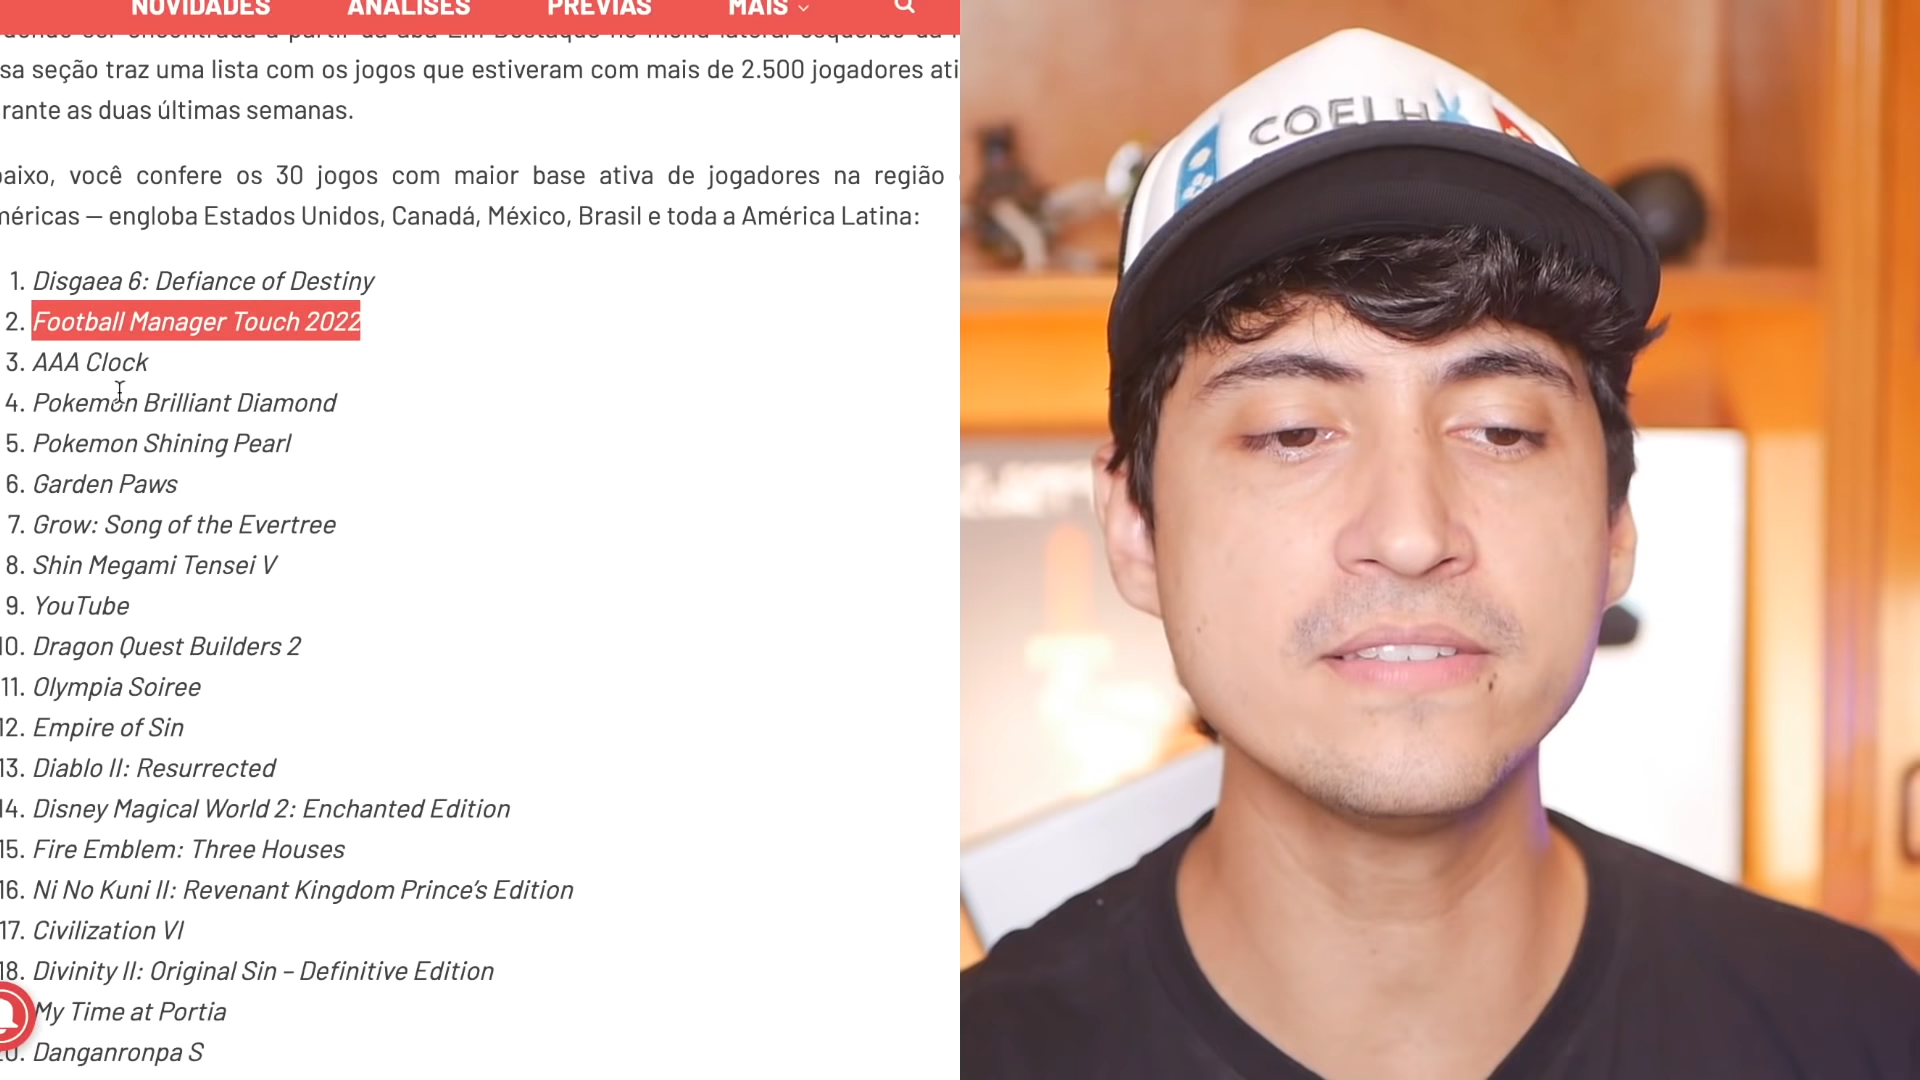 NOVIDADES ANÁLISES PRÉVIAS MAIS
sa seção traz uma lista com os jogos que estiveram com mais de 2.500 jogadores ati
rante as duas últimas semanas.
baixo, você confere os 30 jogos com maior base ativa de jogadores na região
méricas — engloba Estados Unidos, Canadá, México, Brasil e toda a América Latina:
1. Disgaea 6: Defiance of Destiny
2. Football Manager Touch 2022
3. AAA Clock
4. Pokemon Brilliant Diamond
5. Pokemon Shining Pearl
6. Garden Paws
7. Grow: Song of the Evertree
8. Shin Megami Tensei V
9. YouTube
10. Dragon Quest Builders 2
11. Olympia Soiree
12. Empire of Sin
13. Diablo II: Resurrected
14. Disney Magical World 2: Enchanted Edition
15. Fire Emblem: Three Houses
16. Ni No Kuni II: Revenant Kingdom Prince’s Edition
17. Civilization VI
18. Divinity II: Original Sin – Definitive Edition
My Time at Portia
20. Danganronpa S
COELH